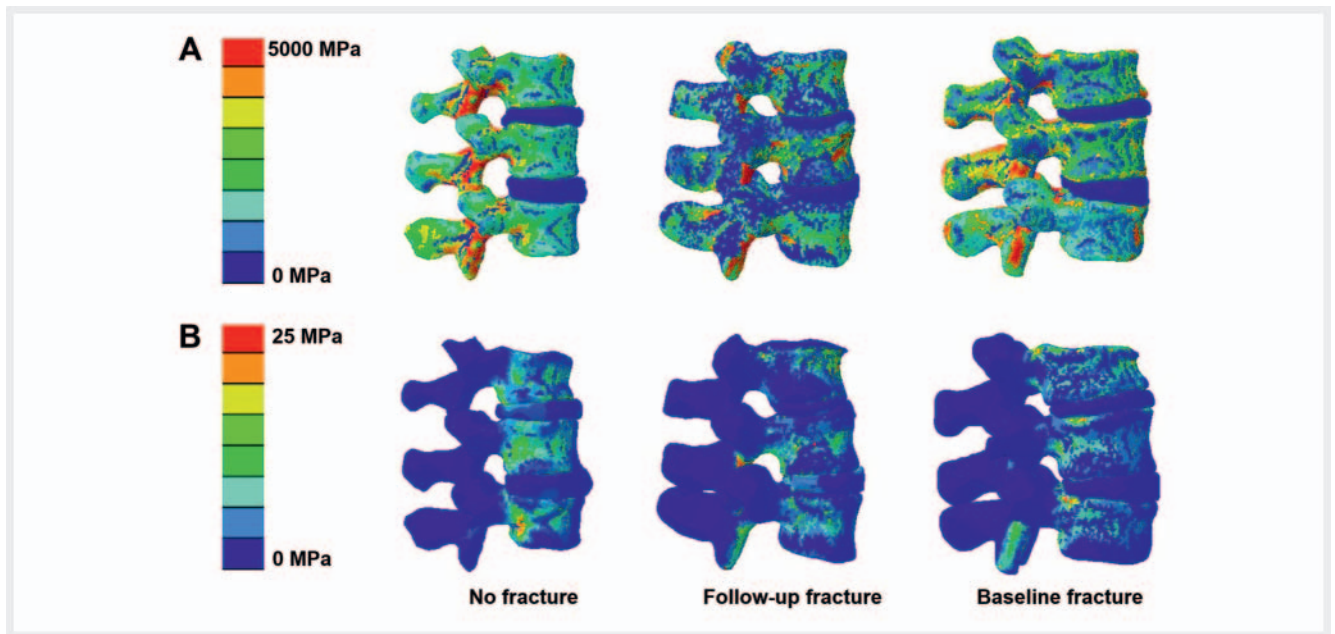 A
5000 MPa
0 MPa
B
25 MPa
0 MPa
No fracture
Follow-up fracture
Baseline fracture